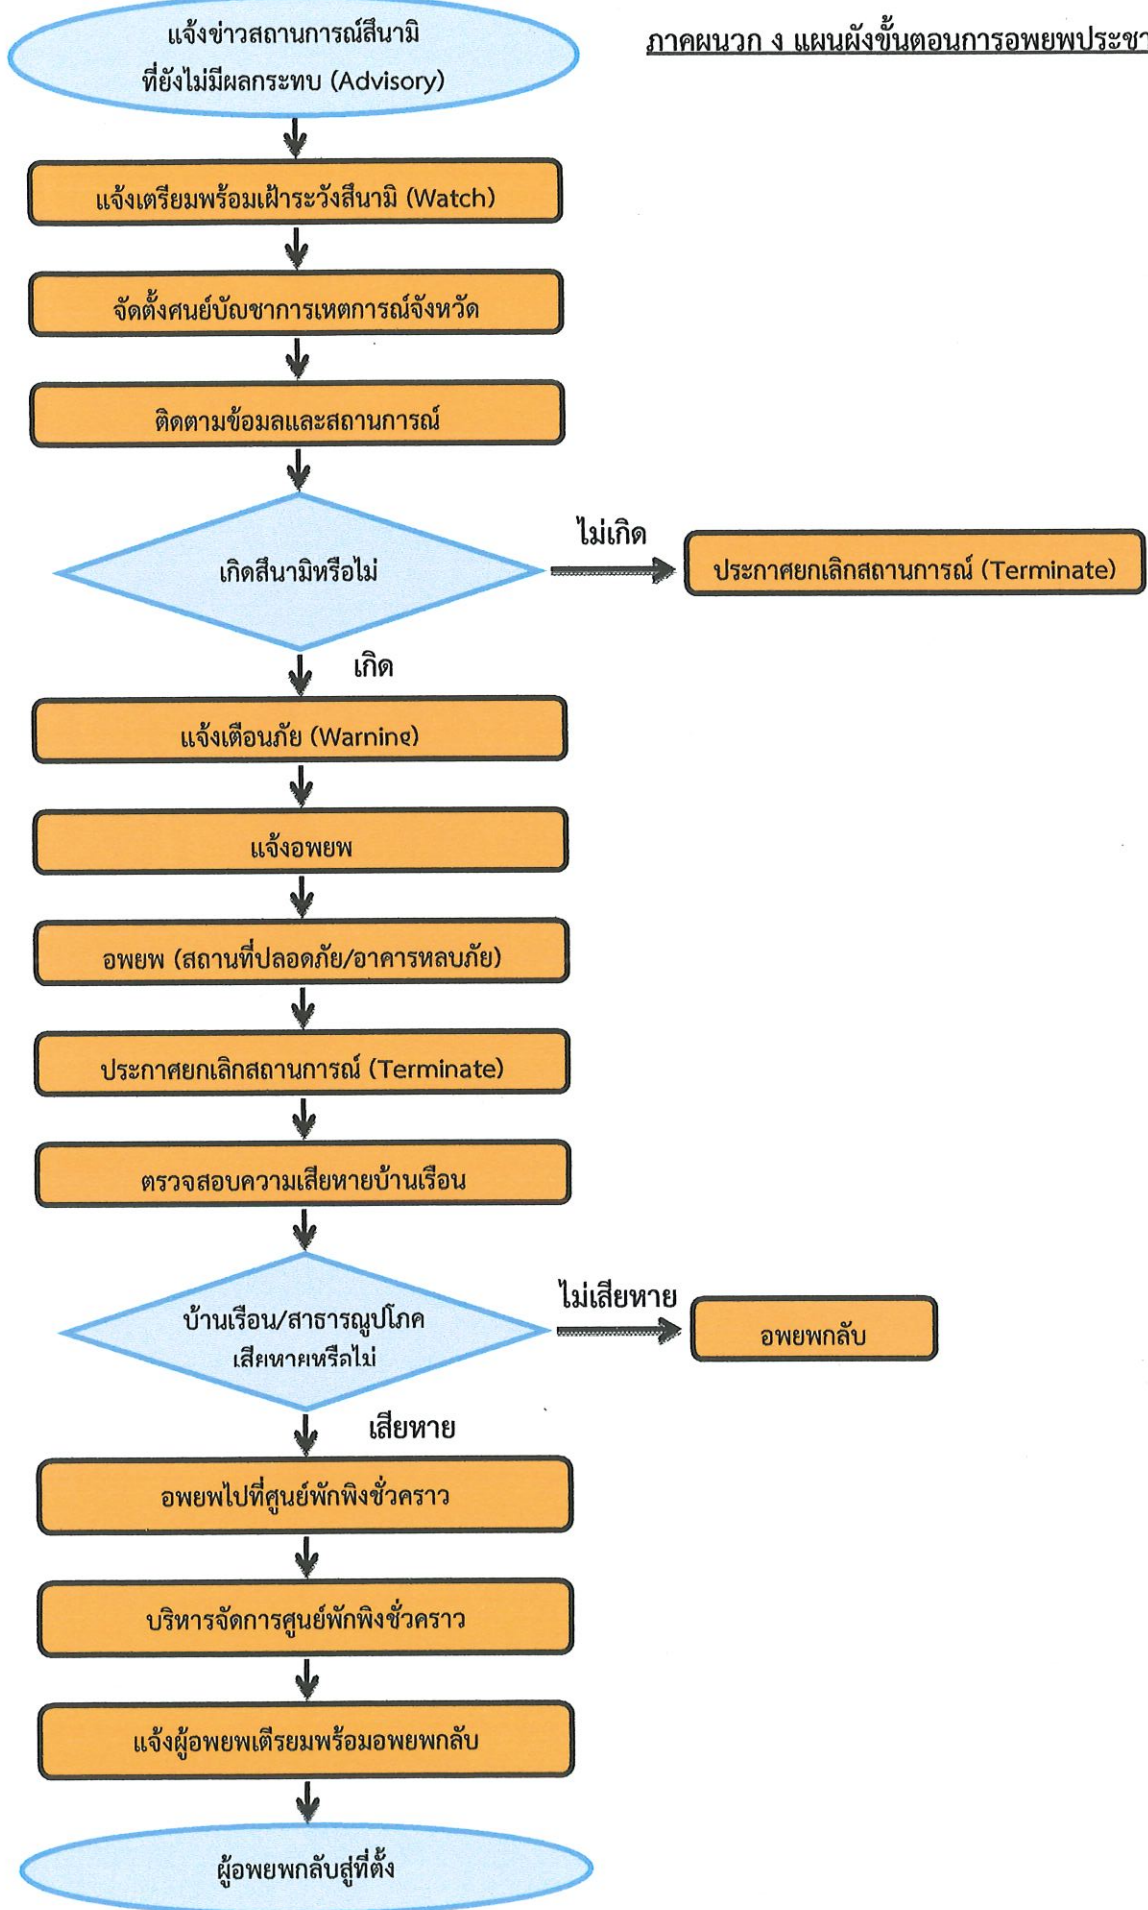 ภาคผนวก ง แผนผังขั้นตอนการอพยพประชา
แจ้งข่าวสถานการณ์สึนามิ
ที่ยังไม่มีผลกระทบ (Advisory)
แจ้งเตรียมพร้อมเฝ้าระวังสึนามิ (Watch)
จัดตั้งศนย์บัญชาการเหตการณ์จังหวัด
ติดตามข้อมลและสถานการณ์
เกิดสึนามิหรือไม่
ไม่เกิด
ประกาศยกเลิกสถานการณ์ (Terminate)
เกิด
แจ้งเตือนภัย (Warning)
แจ้งอพยพ
อพยพ (สถานที่ปลอดภัย/อาคารหลบภัย)
ประกาศยกเลิกสถานการณ์ (Terminate)
ตรวจสอบความเสียหายบ้านเรือน
บ้านเรือน/สาธารณูปโภค
เสียหายหรือไม่
ไม่เสียหาย
อพยพกลับ
เสียหาย
อพยพไปที่ศูนย์พักพิงชั่วคราว
บริหารจัดการศูนย์พักพิงชั่วคราว
แจ้งผู้อพยพเตีรยมพร้อมอพยพกลับ
ผู้อพยพกลับสู่ที่ตั้ง